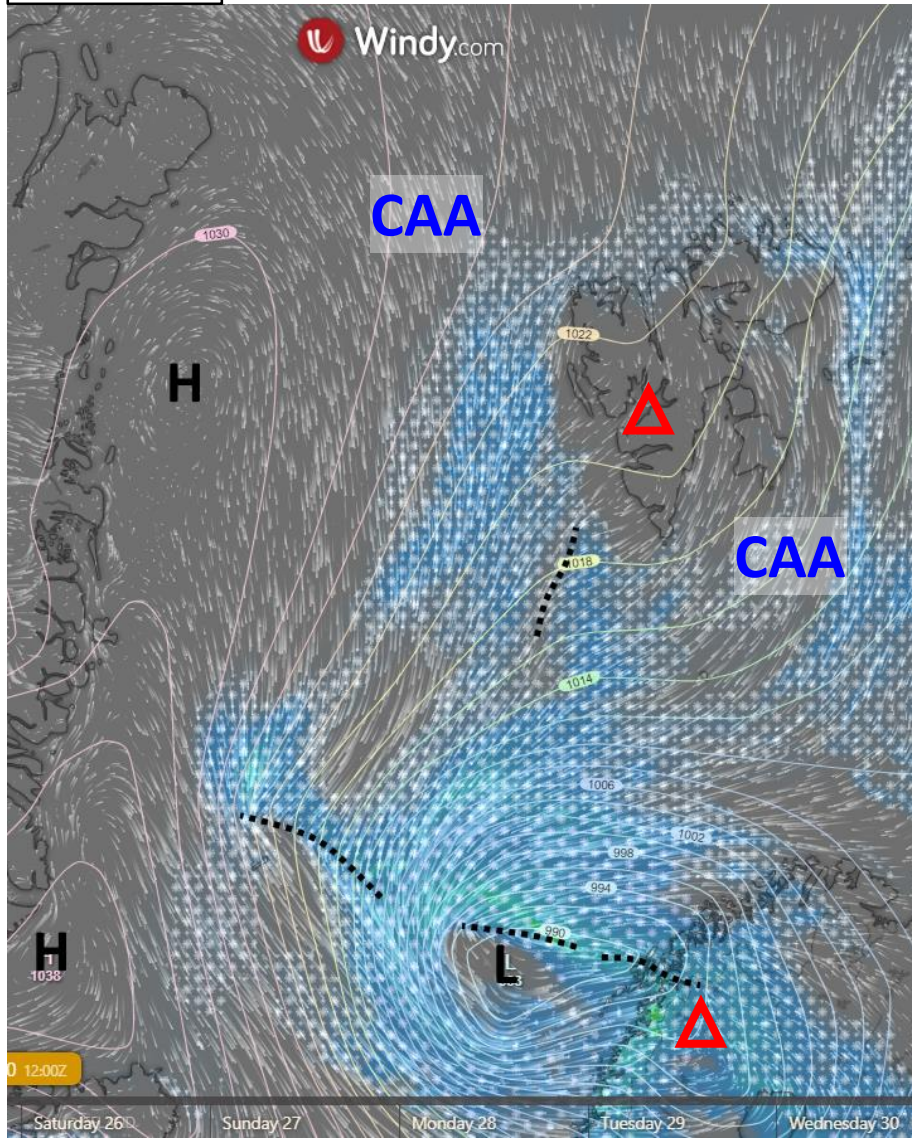 Windy.com
CAA
1030
H
1022
CAA
1018
1014
1006
1002
998
994
990
H
1038
L
0 12:00Z
Saturday 26
Sunday 27
Monday 28
Tuesday 29
Wednesday 30